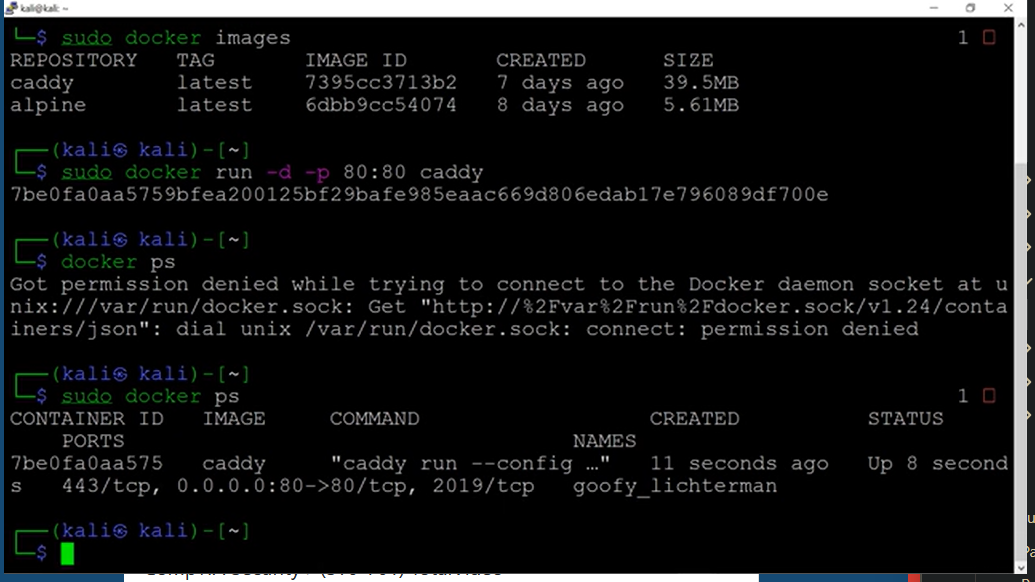 kali@kali: ~
└─$ sudo docker images 1
REPOSITORY TAG IMAGE ID CREATED SIZE
caddy latest 7395cc3713b2 7 days ago 39.5MB
alpine latest 6dbb9cc54074 8 days ago 5.61MB
┌──(kali㉿ kali)-[~]
└─$ sudo docker run -d -p 80:80 caddy
7be0fa0aa5759bfea200125bf29bafe985eaac669d806edab17e796089df700e
┌──(kali㉿ kali)-[~]
└─$ docker ps
Got permission denied while trying to connect to the Docker daemon socket at u
nix:///var/run/docker.sock: Get "http://%2Fvar%2Frun%2Fdocker.sock/v1.24/conta
iners/json": dial unix /var/run/docker.sock: connect: permission denied
┌──(kali㉿ kali)-[~]
└─$ sudo docker ps 1
CONTAINER ID IMAGE COMMAND CREATED STATUS
PORTS NAMES
7be0fa0aa575 caddy "caddy run --config …" 11 seconds ago Up 8 second
s 443/tcp, 0.0.0.0:80->80/tcp, 2019/tcp goofy_lichterman
┌──(kali㉿ kali)-[~]
└─$